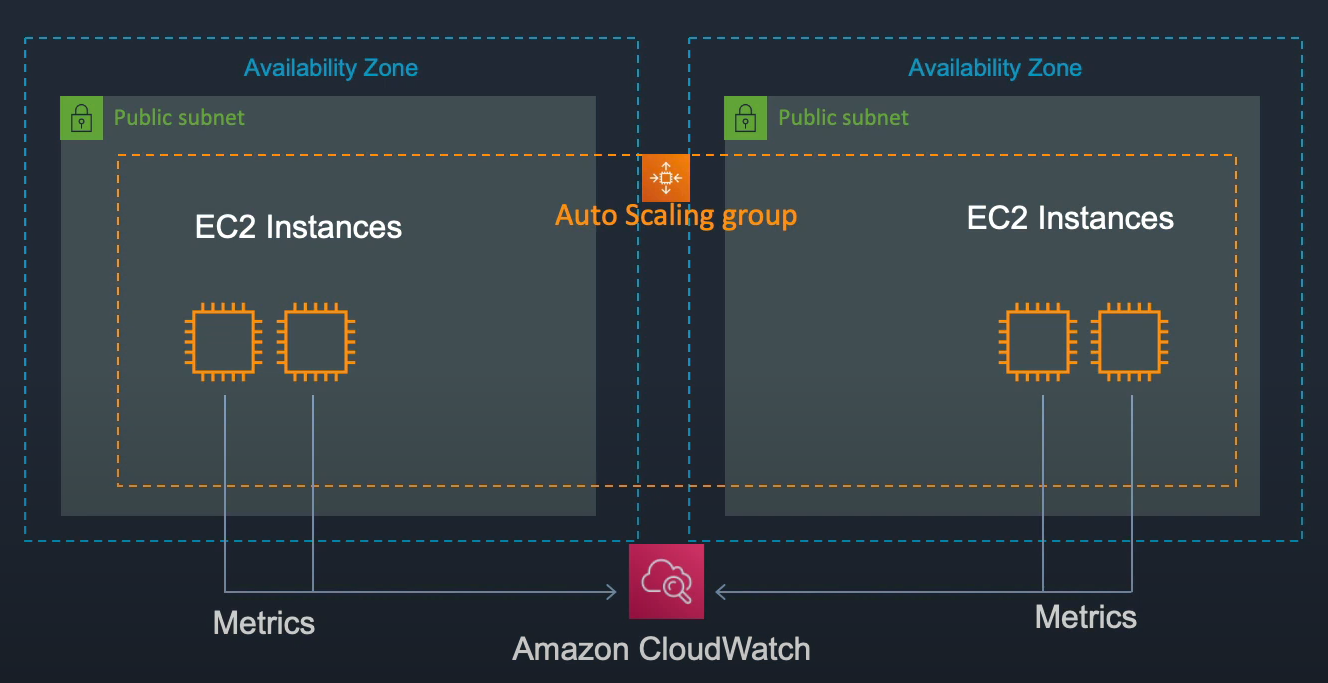 Availability Zone
Availability Zone
Public subnet
Public subnet
Auto Scaling group
EC2 Instances
EC2 Instances
Metrics
Metrics
Amazon CloudWatch